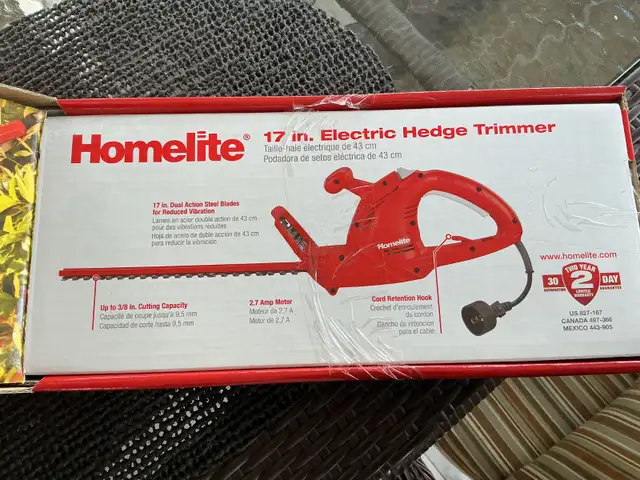 Homelite®
17 in. Electric Hedge Trimmer
Taille-haie électrique de 43 cm
Podadora de setos eléctrica de 43 cm
17 in. Dual Action Steel Blades
for Reduced Vibration
Lames en acier double action de 43 cm
pour des vibrations réduites
Hoja de acero de doble acción de 43 cm
para reducir la vibración
Homelite
www.homelite.com
30
DAY
TWO YEAR
2
LIMITED
WARRANTY
Up to 3/8 in. Cutting Capacity
Capacité de coupe jusqu'à 9,5 mm
Capacidad de corte hasta 9,5 mm
2.7 Amp Motor
Moteur de 2,7 A
Motor de 2,7 A
Cord Retention Hook
Crochet d'enroulement
du cordon
Gancho de retención
para el cable
US 827-167
CANADA 497-366
MEXICO 443-905